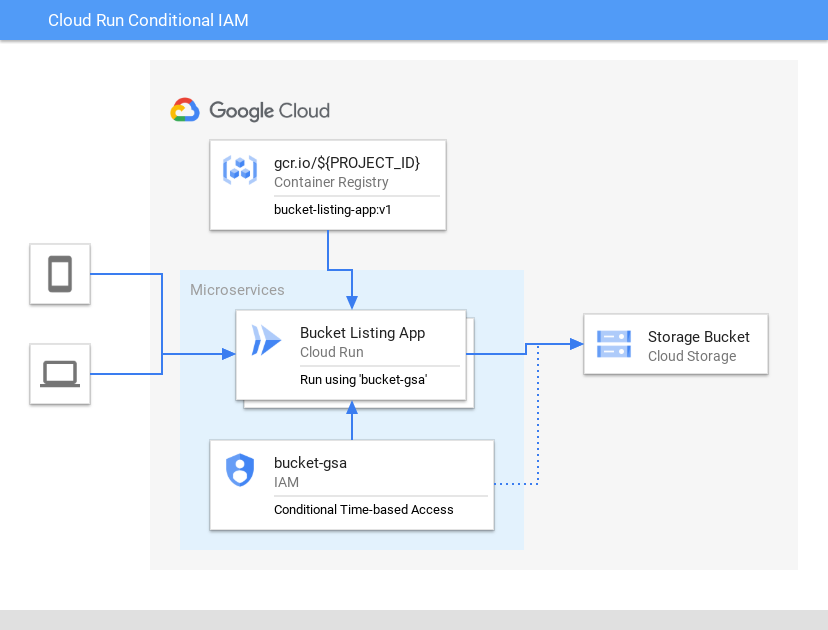 Cloud Run Conditional IAM
Google Cloud
gcr.io/${PROJECT_ID}
Container Registry
bucket-listing-app:v1
Microservices
Bucket Listing App
Cloud Run
Run using 'bucket-gsa'
Storage Bucket
Cloud Storage
bucket-gsa
IAM
Conditional Time-based Access